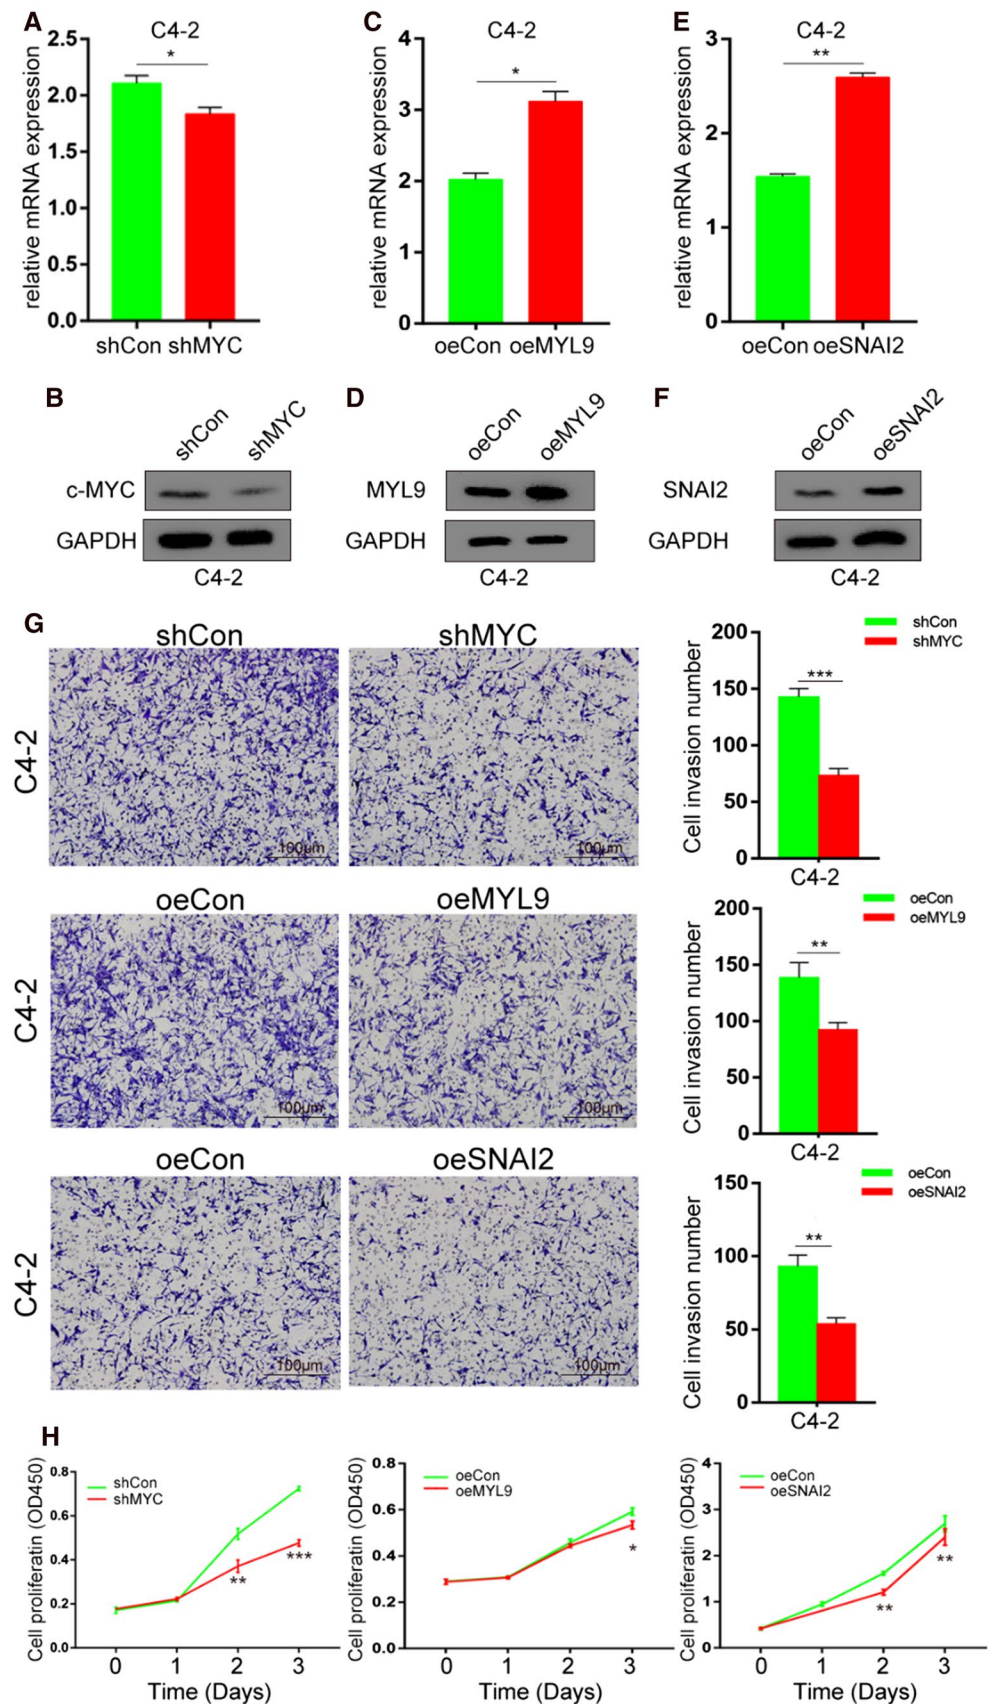 A
C4-2
relative mRNA expression
2.5
2.0
1.5
1.0
0.5
0.0
*
shCon shMYC
C
C4-2
relative mRNA expression
4
3
2
1
0
*
oeCon oeMYL9
E
C4-2
relative mRNA expression
3
2
1
0
**
oeCon oeSNAI2
B
shCon
shMYC
c-MYC
GAPDH
C4-2
D
oeCon
oeMYL9
MYL9
GAPDH
C4-2
F
oeCon
oeSNAI2
SNAI2
GAPDH
C4-2
G
shCon
shMYC
C4-2
100μm
100μm
shCon
shMYC
Cell invasion number
200
150
100
50
0
***
C4-2
oeCon
oeMYL9
C4-2
100μm
100μm
oeCon
oeMYL9
Cell invasion number
200
150
100
50
0
**
C4-2
oeCon
oeSNAI2
C4-2
100μm
100μm
oeCon
oeSNAI2
Cell invasion number
150
100
50
0
**
C4-2
H
Cell proliferatin (OD450)
0.8
0.6
0.4
0.2
0.0
shCon
shMYC
**
***
0 1 2 3
Time (Days)
Cell proliferatin (OD450)
0.8
0.6
0.4
0.2
0.0
oeCon
oeMYL9
*
0 1 2 3
Time (Days)
Cell proliferatin (OD450)
4
3
2
1
0
oeCon
oeSNAI2
**
**
0 1 2 3
Time (Days)